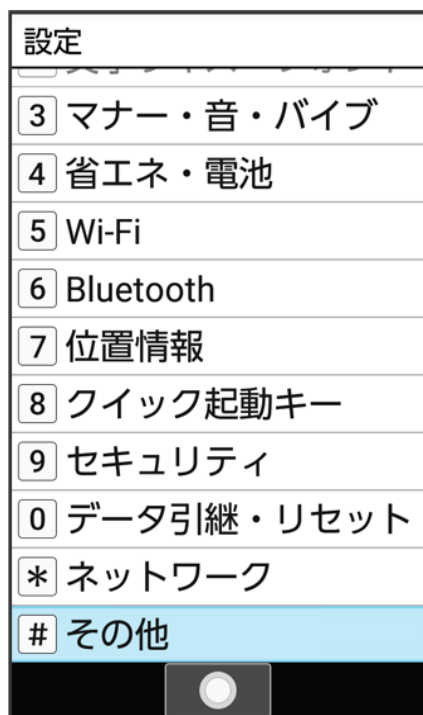 設定
3 マナー・音・バイブ
4 省エネ・電池
5 Wi-Fi
6 Bluetooth
7 位置情報
8 クイック起動キー
9 セキュリティ
0 データ引継・リセット
* ネットワーク
# その他